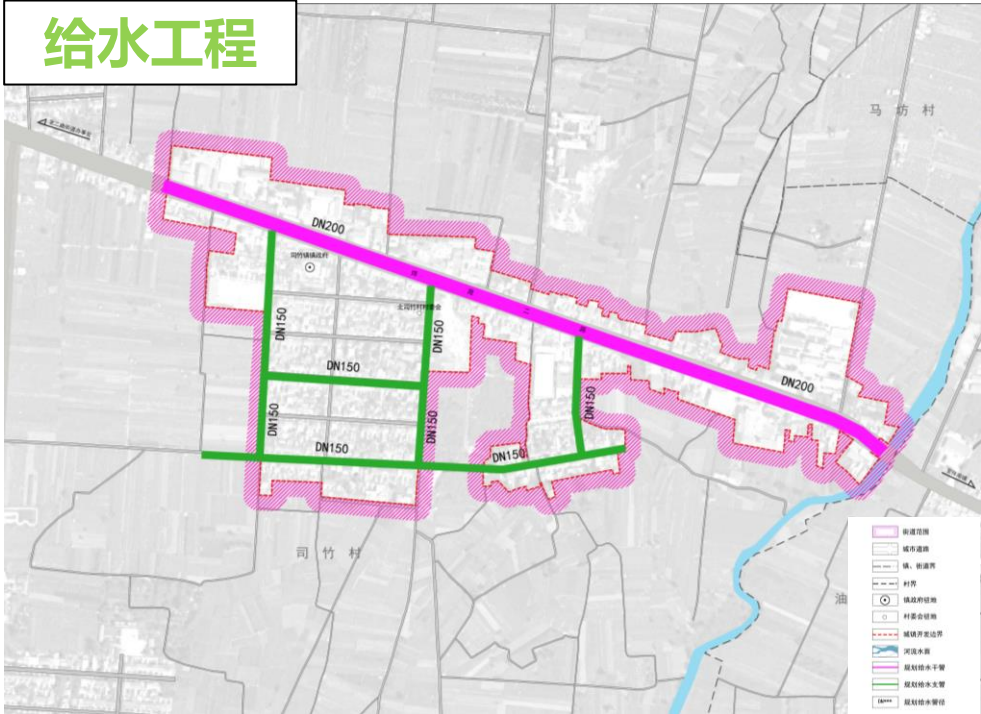 给水工程
马 坊 村
DN200
司竹镇镇政府
北司竹村村委会
DN150
DN150
DN150
DN200
DN150
DN150
DN150
DN150
DN150
司 竹 村
油
街道范围
城市道路
镇、街道界
村界
镇政府驻地
村委会驻地
城镇开发边界
河流水面
规划给水干管
规划给水支管
DN*** 规划给水管径